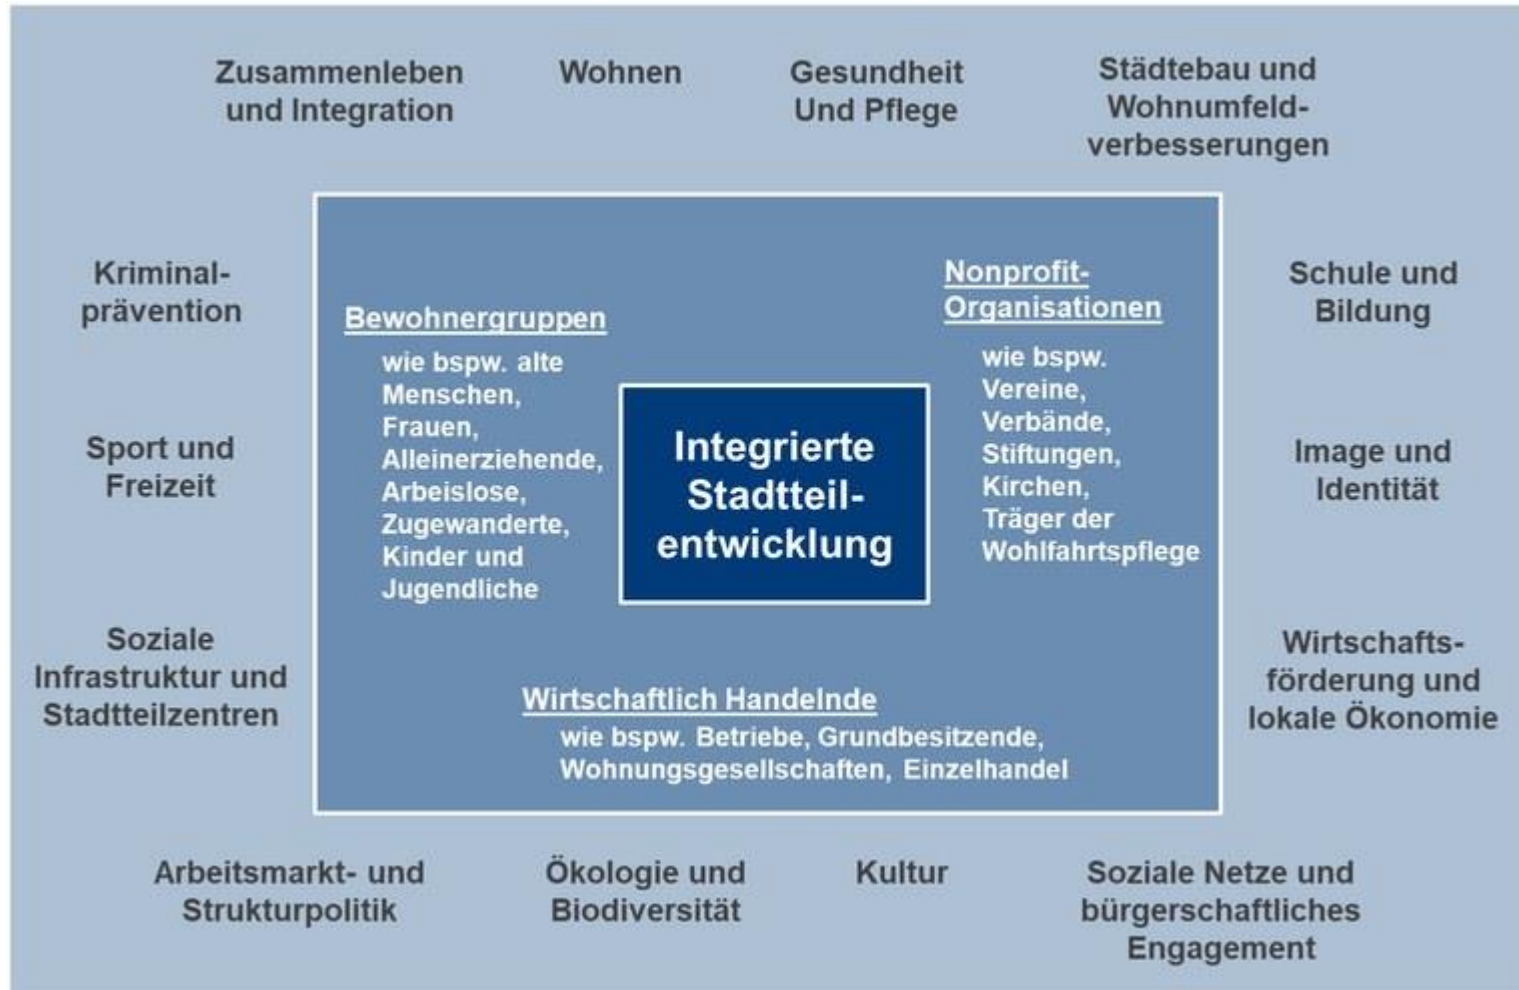 Zusammenleben
und Integration
Wohnen
Gesundheit
Und Pflege
Städtebau und
Wohnumfeld-
verbesserungen
Kriminal-
prävention
Sport und
Freizeit
Soziale
Infrastruktur und
Stadtteilzentren
Bewohnergruppen
wie bspw. alte
Menschen,
Frauen,
Alleinerziehende,
Arbeislose,
Zugewanderte,
Kinder und
Jugendliche
Integrierte
Stadtteil-
entwicklung
Nonprofit-
Organisationen
wie bspw.
Vereine,
Verbände,
Stiftungen,
Kirchen,
Träger der
Wohlfahrtspflege
Wirtschaftlich Handelnde
wie bspw. Betriebe, Grundbesitzende,
Wohnungsgesellschaften, Einzelhandel
Schule und
Bildung
Image und
Identität
Wirtschafts-
förderung und
lokale Ökonomie
Arbeitsmarkt- und
Strukturpolitik
Ökologie und
Biodiversität
Kultur
Soziale Netze und
bürgerschaftliches
Engagement